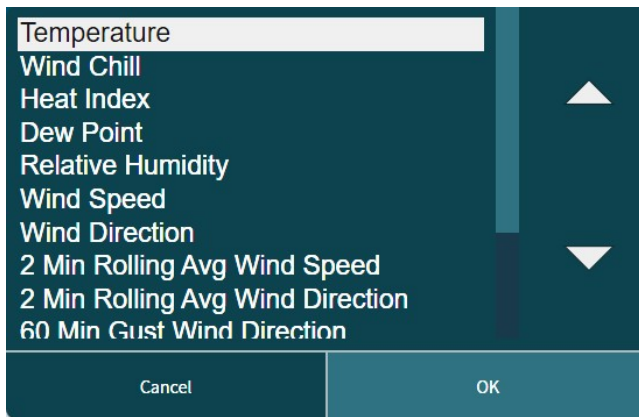 Temperature
Wind Chill
Heat Index
Dew Point
Relative Humidity
Wind Speed
Wind Direction
2 Min Rolling Avg Wind Speed
2 Min Rolling Avg Wind Direction
60 Min Gust Wind Direction
Cancel
OK